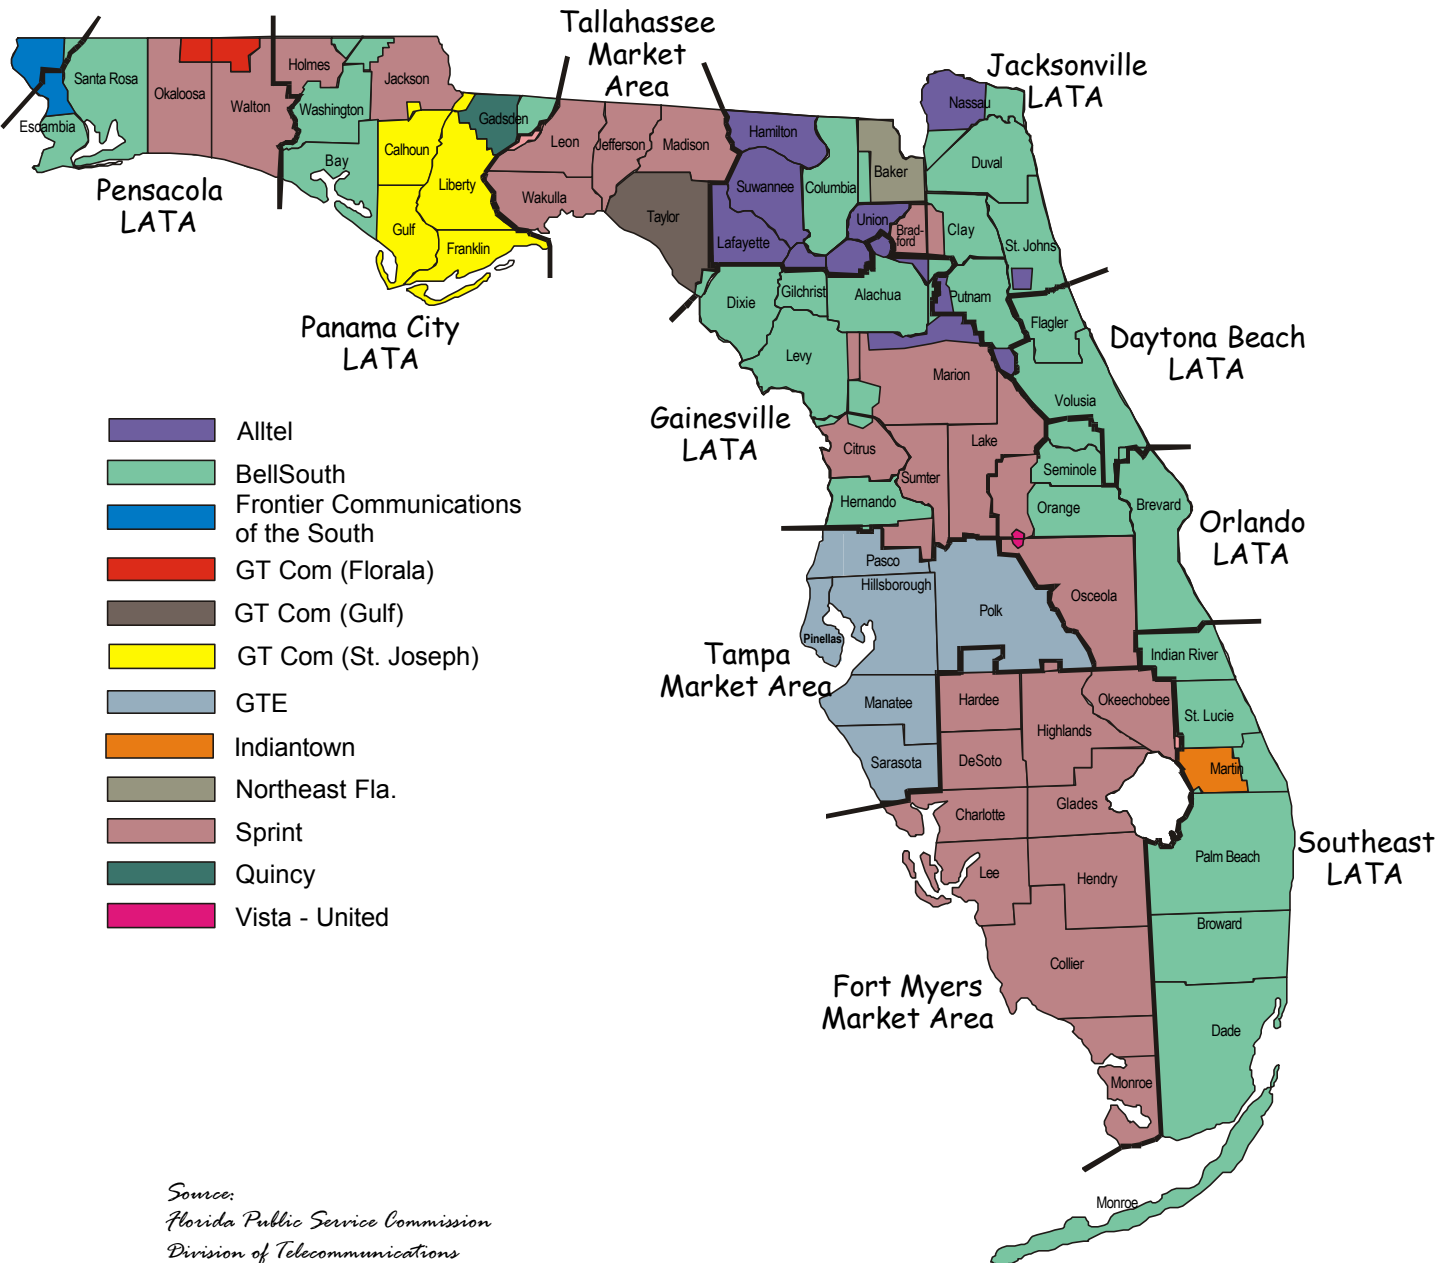 Tallahassee
Market
Area
Jacksonville
LATA
Santa Rosa
Okaloosa
Walton
Holmes
Jackson
Washington
Escambia
Bay
Calhoun
Gadsden
Liberty
Gulf
Franklin
Leon
Jefferson
Madison
Wakulla
Taylor
Hamilton
Suwannee
Lafayette
Columbia
Baker
Nassau
Duval
Union
Brad-
ford
Clay
St. Johns
Pensacola
LATA
Panama City
LATA
Dixie
Gilchrist
Alachua
Putnam
Flagler
Levy
Marion
Volusia
Daytona Beach
LATA
Gainesville
LATA
Citrus
Sumter
Lake
Seminole
Hernando
Orange
Brevard
Orlando
LATA
Pasco
Hillsborough
Pinellas
Polk
Osceola
Indian River
Tampa
Market Area
Manatee
Sarasota
Hardee
Highlands
Okeechobee
St. Lucie
DeSoto
Martin
Charlotte
Glades
Lee
Hendry
Palm Beach
Southeast
LATA
Broward
Collier
Fort Myers
Market Area
Dade
Monroe
Monroe
Alltel
BellSouth
Frontier Communications
of the South
GT Com (Florala)
GT Com (Gulf)
GT Com (St. Joseph)
GTE
Indiantown
Northeast Fla.
Sprint
Quincy
Vista - United
Source:
Florida Public Service Commission
Division of Telecommunications